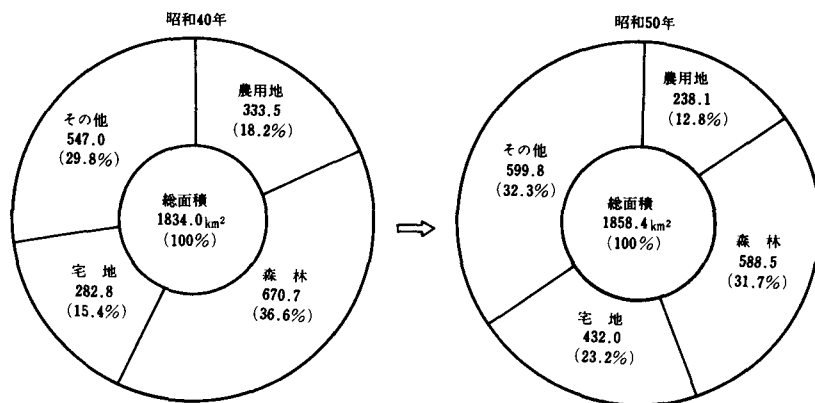 昭和40年
農用地
333.5
(18.2%)
森 林
670.7
(36.6%)
宅 地
282.8
(15.4%)
その他
547.0
(29.8%)
総面積
1834.0km²
(100%)
昭和50年
農用地
238.1
(12.8%)
森 林
588.5
(31.7%)
宅 地
432.0
(23.2%)
その他
599.8
(32.3%)
総面積
1858.4km²
(100%)